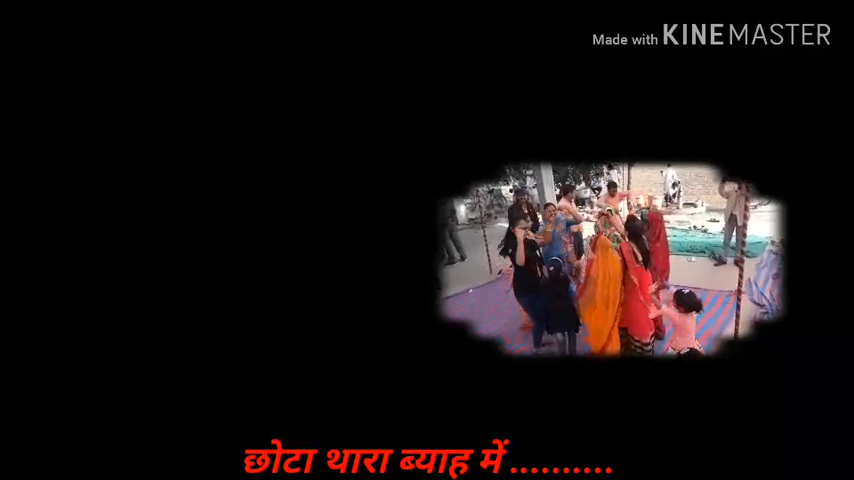 Made with KINEMASTER
छोटा थारा ब्याह में..........